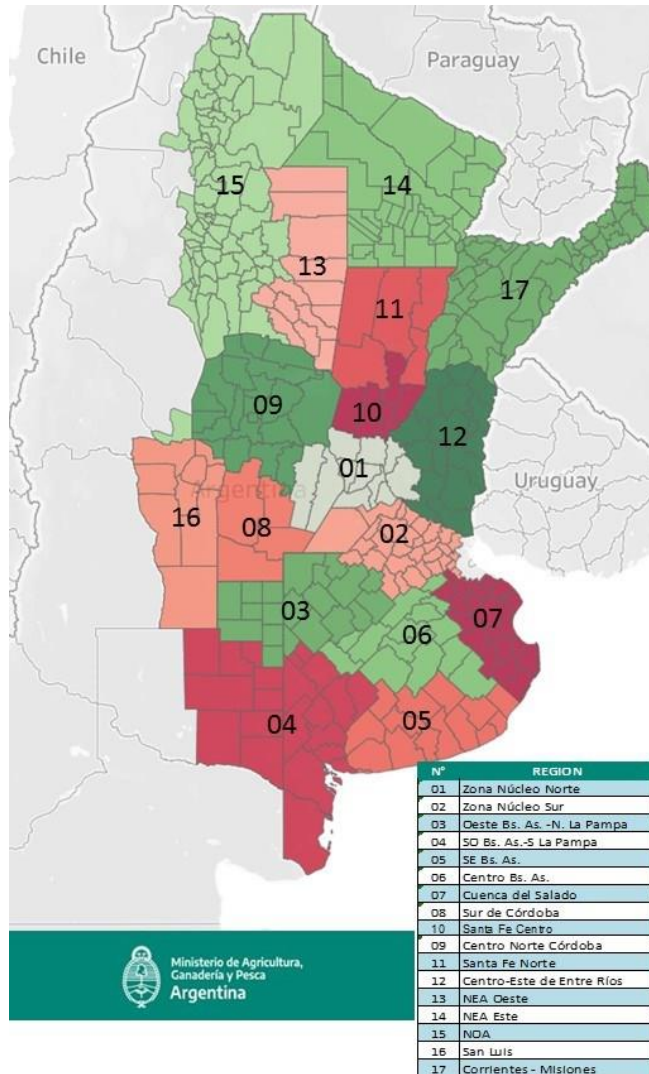 Chile
Paraguay
15
14
13
17
11
09
10
12
01
Argentina
Uruguay
16
08
02
03
07
06
04
05
N° REGION
01 Zona Núcleo Norte
02 Zona Núcleo Sur
03 Oeste Bs. As. -N. La Pampa
04 SO Bs. As.-S La Pampa
05 SE Bs. As.
06 Centro Bs. As.
07 Cuenca del Salado
08 Sur de Córdoba
10 Santa Fe Centro
09 Centro Norte Córdoba
11 Santa Fe Norte
12 Centro-Este de Entre Ríos
13 NEA Oeste
14 NEA Este
15 NOA
16 San Luis
17 Corrientes - Misiones
Ministerio de Agricultura,
Ganadería y Pesca
Argentina